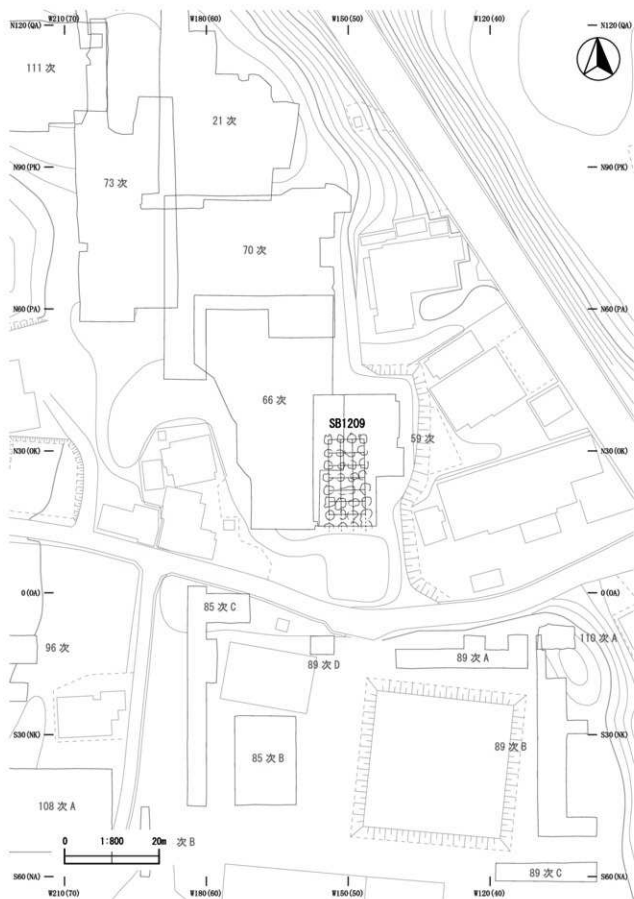 W210(70)
W180(60)
W150(50)
W120(40)
N120(QA)
N120(QA)
111 次
21 次
N90(PK)
N90(PK)
73 次
70 次
N60(PA)
N60(PA)
66 次
SB1209
59 次
N30(OK)
N30(OK)
0(OA)
0(OA)
85 次 C
110 次 A
96 次
89 次 D
89 次 A
S30(NK)
S30(NK)
89 次 B
85 次 B
108 次 A
0 1:800 20m
次 B
89 次 C
S60(NA)
S60(NA)
W210(70)
W180(60)
W150(50)
W120(40)